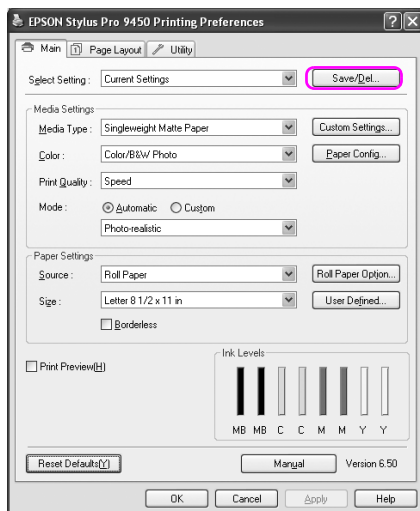 EPSON Stylus Pro 9450 Printing Preferences
Main Page Layout Utility
Select Setting : Current Settings Save/Del...
Media Settings
Media Type : Singleweight Matte Paper Custom Settings...
Color : Color/B&W Photo Paper Config...
Print Quality : Speed
Mode : Automatic Custom
Photo-realistic
Paper Settings
Source : Roll Paper Roll Paper Option...
Size : Letter 8 1/2 x 11 in User Defined...
Borderless
Print Preview(H)
Ink Levels
MB MB C C M M Y Y
Reset Defaults(Y) Manual Version 6.50
OK Cancel Apply Help